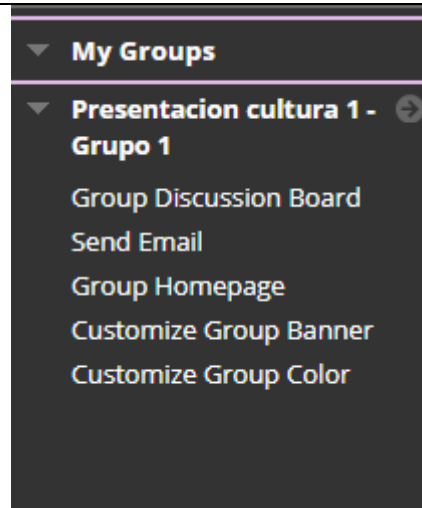 My Groups
Presentacion cultura 1 -
Grupo 1
Group Discussion Board
Send Email
Group Homepage
Customize Group Banner
Customize Group Color